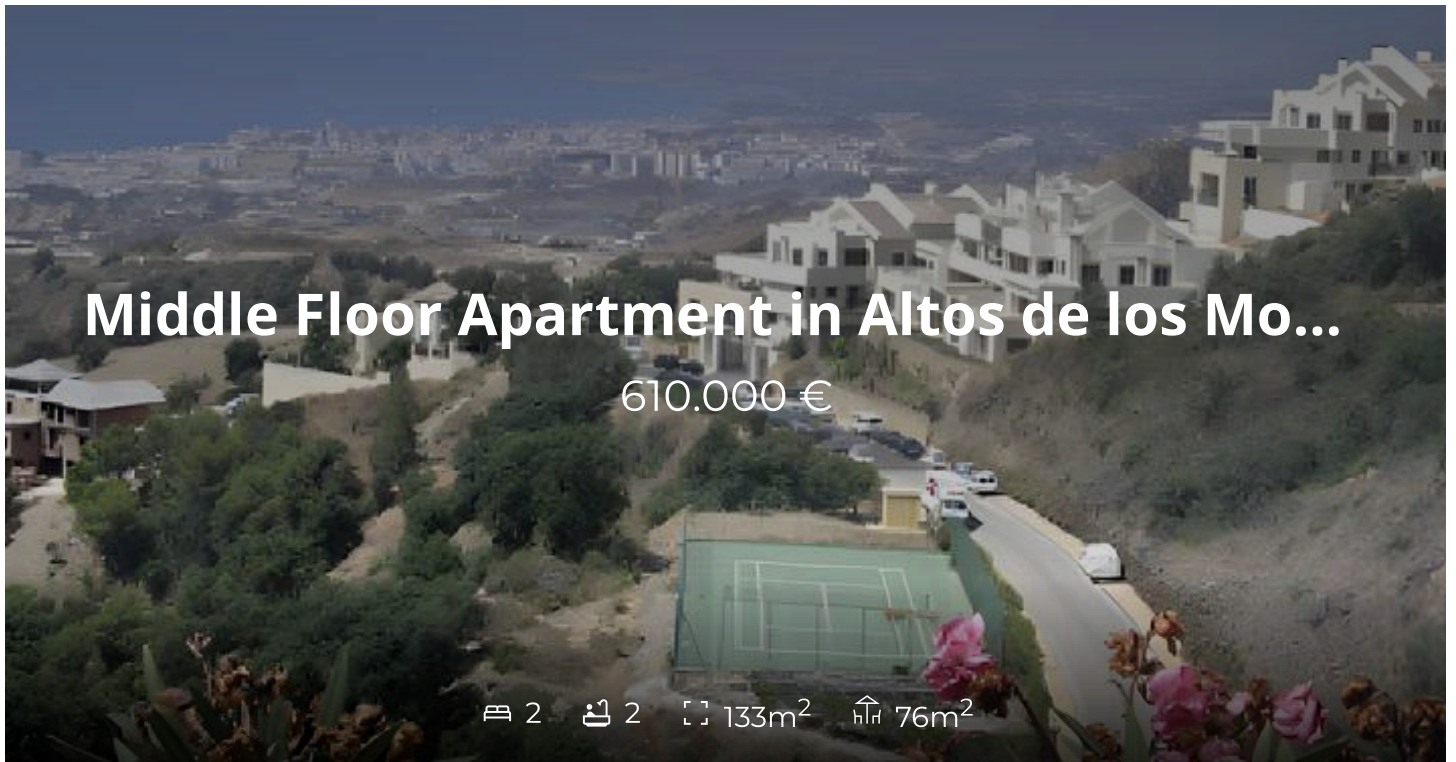 Middle Floor Apartment in Altos de los Mo...
610.000 €
2 2 133m² 76m²